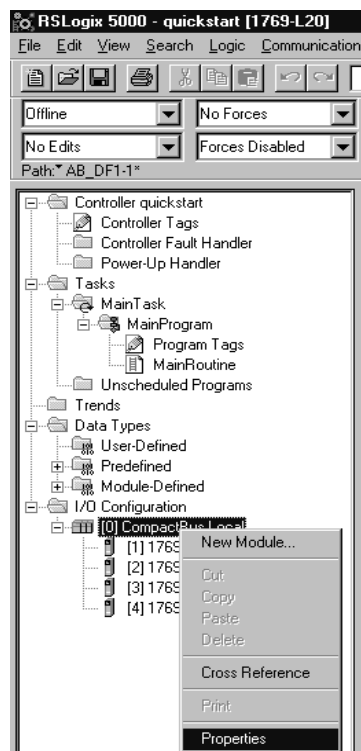 RSLogix 5000 - quickstart [1769-L20]
File Edit View Search Logic Communication
Offline No Forces
No Edits Forces Disabled
Path: AB_DF1-1*
Controller quickstart
Controller Tags
Controller Fault Handler
Power-Up Handler
Tasks
MainTask
MainProgram
Program Tags
MainRoutine
Unscheduled Programs
Trends
Data Types
User-Defined
Predefined
Module-Defined
I/O Configuration
[0] CompactBus Local
[1] 1769
[2] 1769
[3] 1769
[4] 1769
New Module...
Cut
Copy
Paste
Delete
Cross Reference
Print
Properties